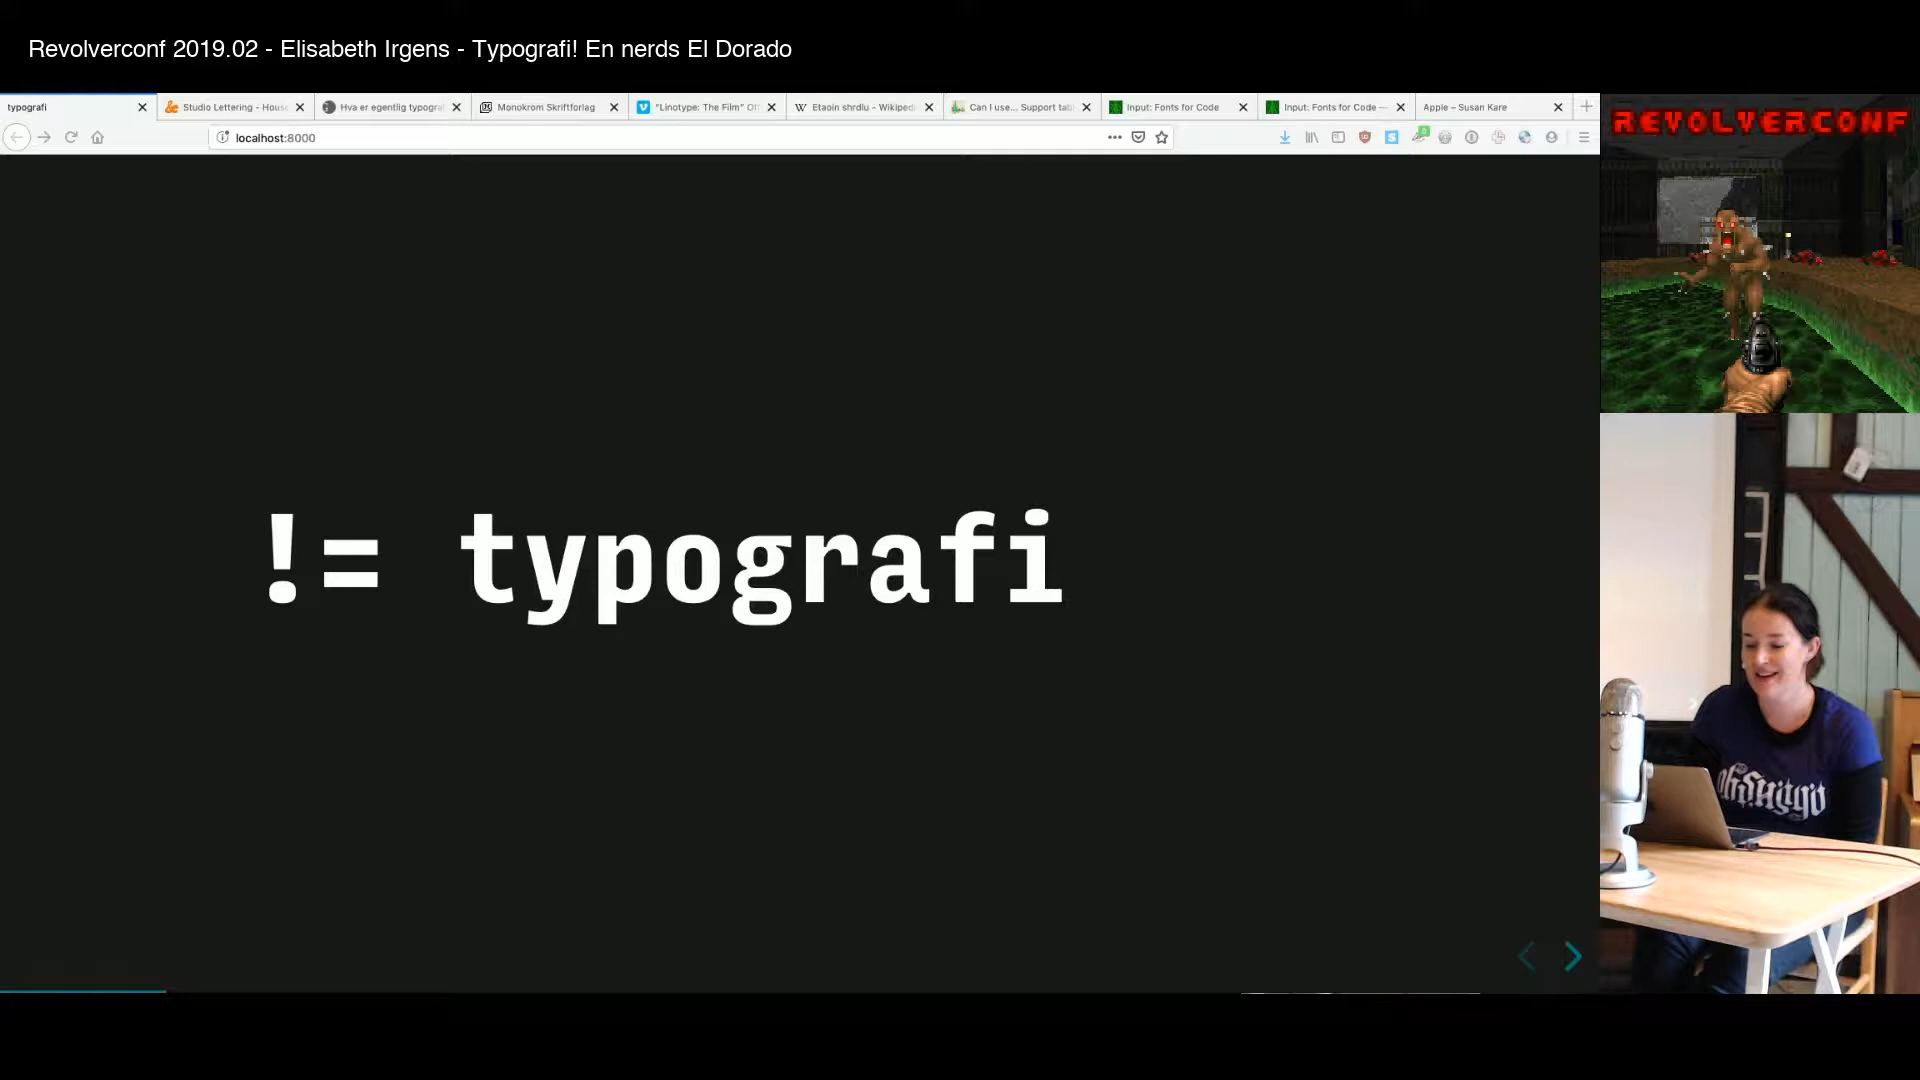 Revolverconf 2019.02 - Elisabeth Irgens - Typografi! En nerds El Dorado
typografi
Studio Lettering - Hous
Hva er egentlig typogra
Monokrom Skriftforlag
"Linotype: The Film" Of
Etaoin shrdlu - Wikiped
Can I use... Support tab
Input: Fonts for Code
Input: Fonts for Code —
Apple – Susan Kare
localhost:8000
REVOLVERCONF
!= typografi